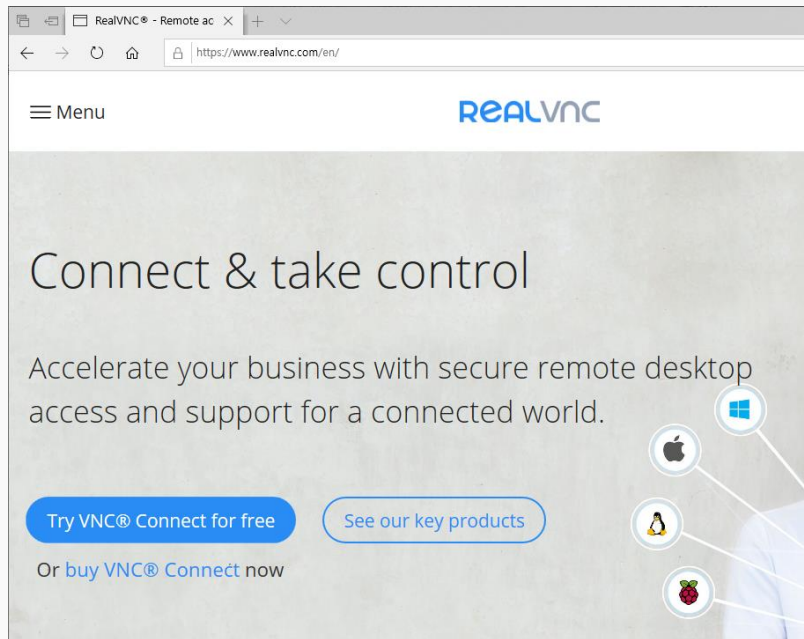 RealVNC® - Remote ac
https://www.realvnc.com/en/
Menu
REALVNC
Connect & take control
Accelerate your business with secure remote desktop
access and support for a connected world.
Try VNC® Connect for free
See our key products
Or buy VNC® Connect now